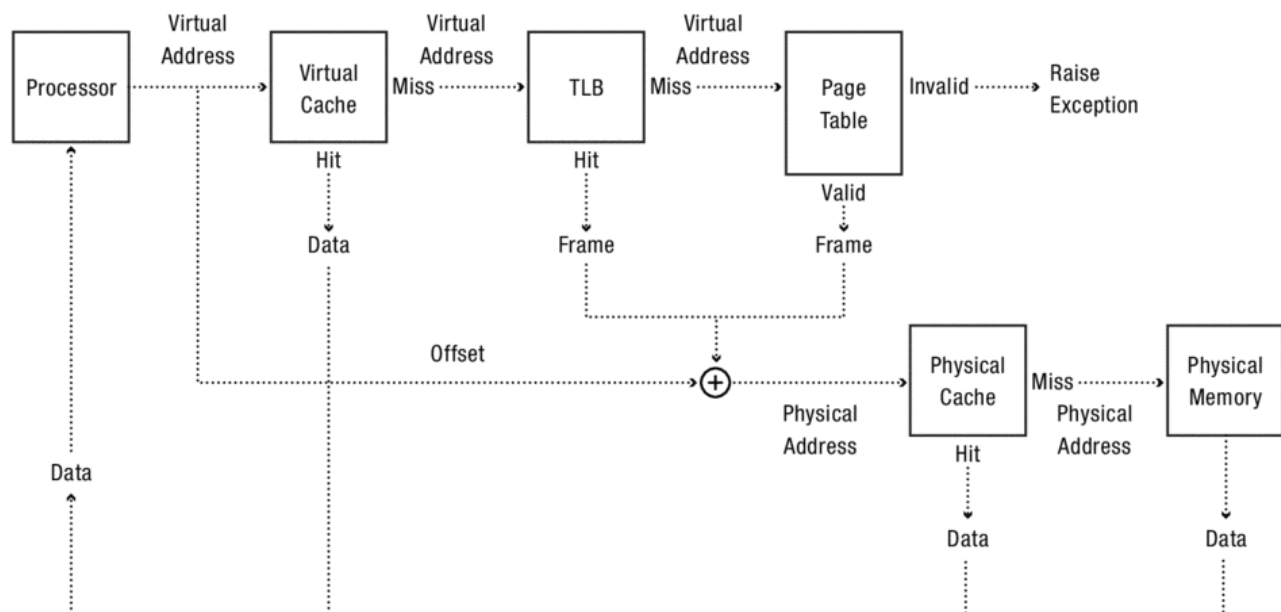 Processor
Virtual
Address
Virtual
Cache
Virtual
Address
Miss
TLB
Virtual
Address
Miss
Page
Table
Invalid
Raise
Exception
Hit
Hit
Valid
Data
Frame
Frame
Offset
Physical
Address
Physical
Cache
Miss
Physical
Address
Physical
Memory
Hit
Data
Data
Data